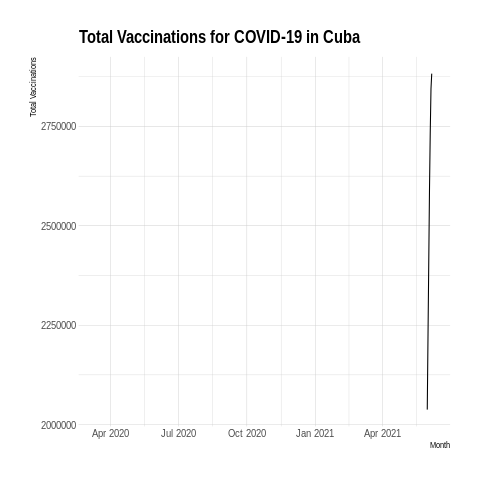 Total Vaccinations for COVID-19 in Cuba
Total Vaccinations
2750000
2500000
2250000
2000000
Apr 2020 Jul 2020 Oct 2020 Jan 2021 Apr 2021
Month